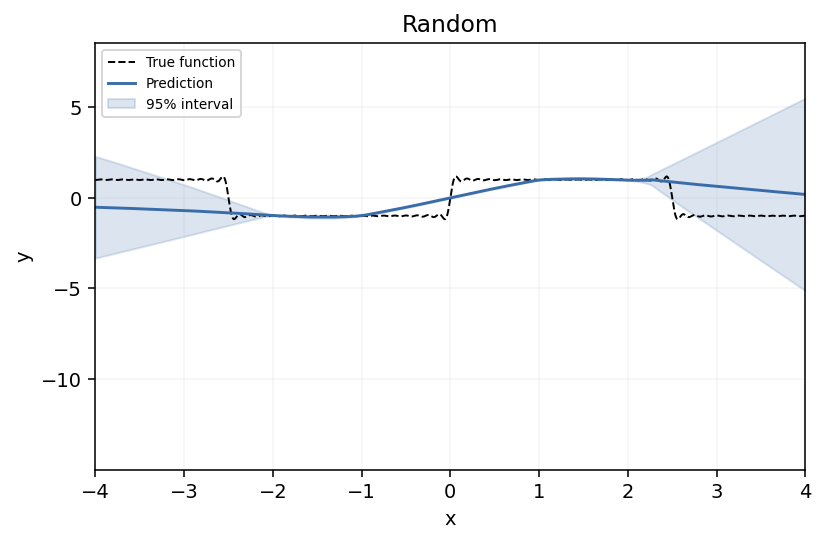 Random
True function
Prediction
95% interval
y
5
0
−5
−10
−4 −3 −2 −1 0 1 2 3 4
x